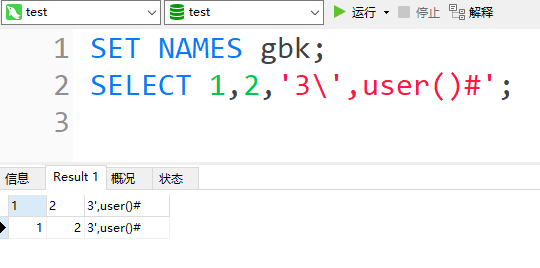 test test 运行 停止 解释
1 SET NAMES gbk;
2 SELECT 1,2,'3\',user()#';
3
信息 Result 1 概况 状态
1 2 3',user()#
1 2 3',user()#